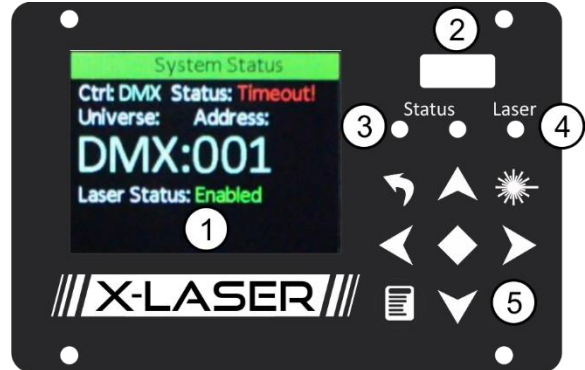 System Status
Ctrl: DMX Status: Timeout!
Universe: Address:
DMX:001
Laser Status: Enabled
1
X-LASER
2
3 Status Laser 4
5